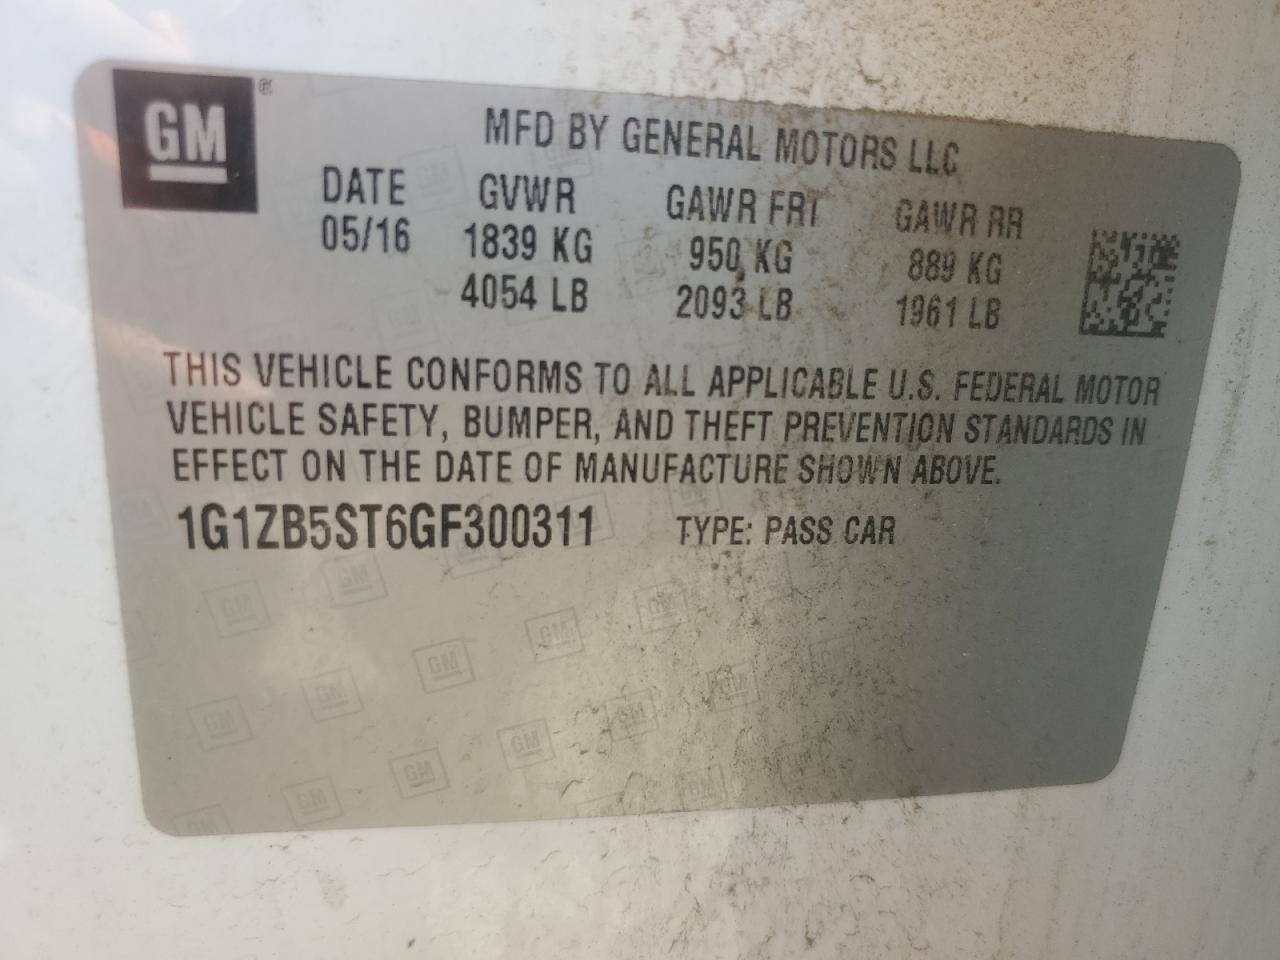 GM ®
MFD BY GENERAL MOTORS LLC
DATE GVWR GAWR FRT GAWR RR
05/16 1839 KG 950 KG 889 KG
4054 LB 2093 LB 1961 LB
THIS VEHICLE CONFORMS TO ALL APPLICABLE U.S. FEDERAL MOTOR
VEHICLE SAFETY, BUMPER, AND THEFT PREVENTION STANDARDS IN
EFFECT ON THE DATE OF MANUFACTURE SHOWN ABOVE.
1G1ZB5ST6GF300311 TYPE: PASS CAR